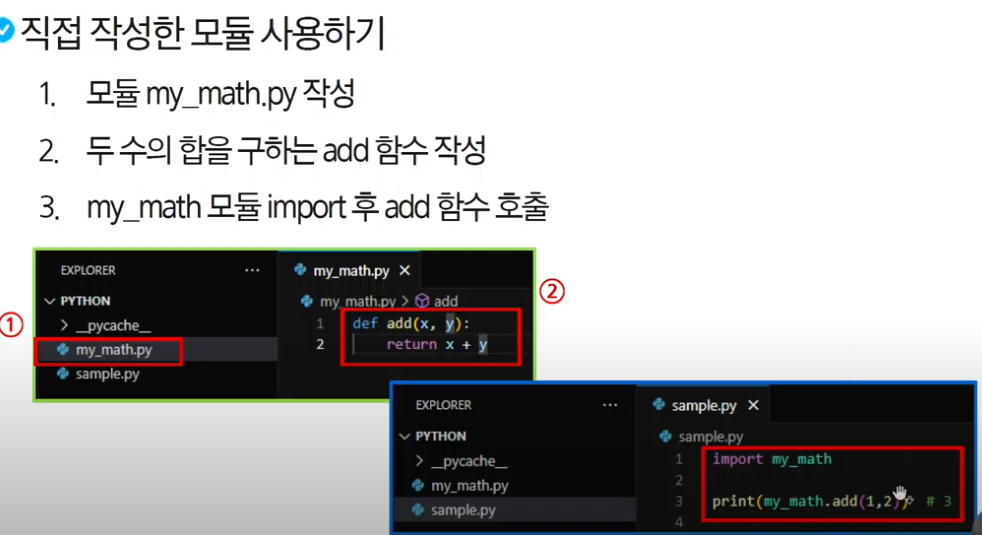 직접 작성한 모듈 사용하기
1. 모듈 my_math.py 작성
2. 두 수의 합을 구하는 add 함수 작성
3. my_math 모듈 import 후 add 함수 호출
①
EXPLORER ...
PYTHON
__pycache__
my_math.py
sample.py
my_math.py ×
my_math.py > add
1 def add(x, y):
2 return x + y
②
EXPLORER ...
PYTHON
__pycache__
my_math.py
sample.py
sample.py ×
sample.py
1 import my_math
2
3 print(my_math.add(1,2)) # 3
4